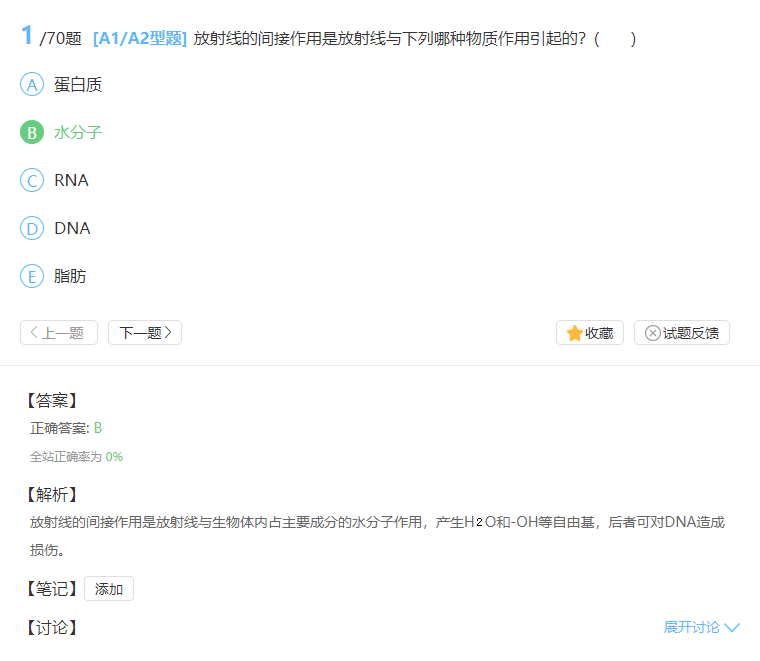 1 /70题 [A1/A2型题] 放射线的间接作用是放射线与下列哪种物质作用引起的？(　　)
A 蛋白质
B 水分子
C RNA
D DNA
E 脂肪
上一题 下一题 收藏 试题反馈
【答案】
正确答案: B
全站正确率为 0%
【解析】
放射线的间接作用是放射线与生物体内占主要成分的水分子作用，产生H2O和-OH等自由基，后者可对DNA造成
损伤。
【笔记】 添加
【讨论】 展开讨论